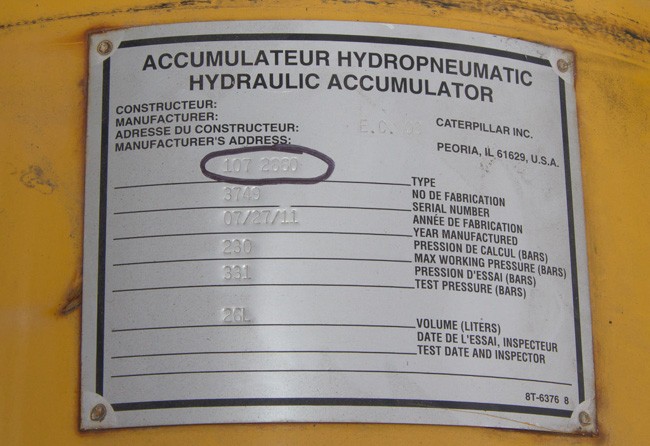 ACCUMULATEUR HYDROPNEUMATIC
HYDRAULIC ACCUMULATOR
CONSTRUCTEUR:
MANUFACTURER:
ADRESSE DU CONSTRUCTEUR:
MANUFACTURER'S ADDRESS:
CATERPILLAR INC.
PEORIA, IL 61629, U.S.A.
107
TYPE
3749
NO DE FABRICATION
SERIAL NUMBER
07/27/11
ANNÉE DE FABRICATION
YEAR MANUFACTURED
230
PRESSION DE CALCUL (BARS)
MAX WORKING PRESSURE (BARS)
331
PRESSION D'ESSAI (BARS)
TEST PRESSURE (BARS)
VOLUME (LITERS)
DATE DE L'ESSAI, INSPECTEUR
TEST DATE AND INSPECTOR
8T-6376 8